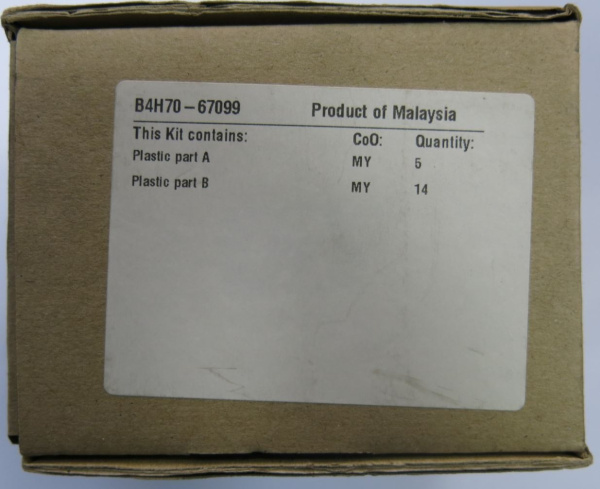 B4H70-67099 Product of Malaysia
This Kit contains: CoO: Quantity:
Plastic part A MY 5
Plastic part B MY 14